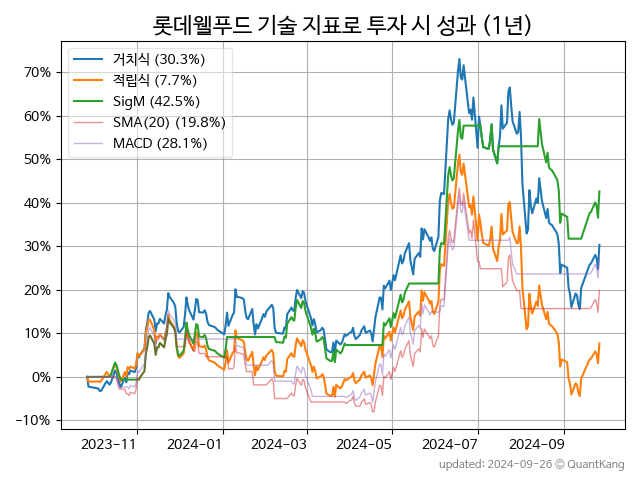 롯데웰푸드 기술 지표로 투자 시 성과 (1년)
거치식 (30.3%)
적립식 (7.7%)
SigM (42.5%)
SMA(20) (19.8%)
MACD (28.1%)
70%
60%
50%
40%
30%
20%
10%
0%
−10%
2023-11 2024-01 2024-03 2024-05 2024-07 2024-09
updated: 2024-09-26 © QuantKang